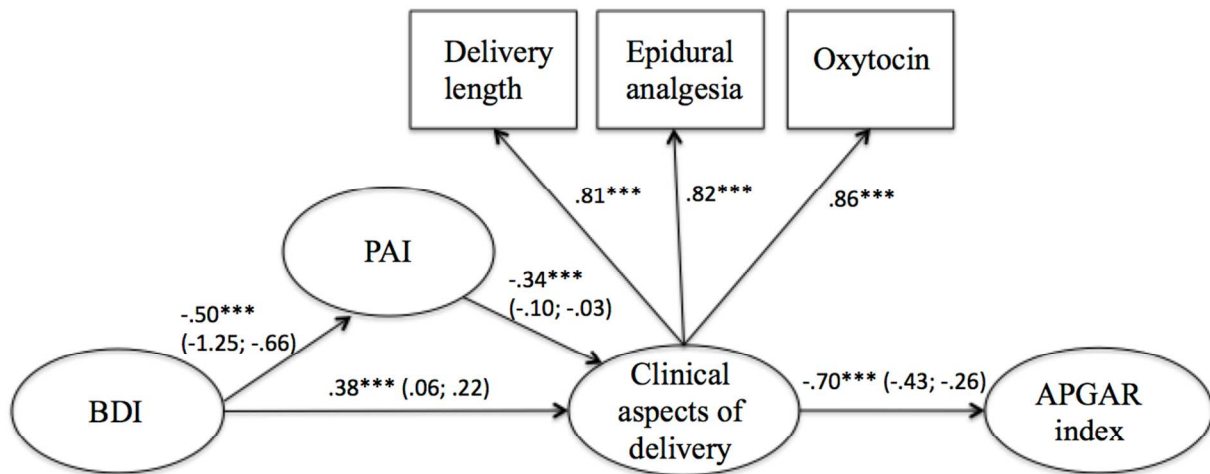 Delivery
length
Epidural
analgesia
Oxytocin
.81***
.82***
.86***
PAI
-.34***
(-.10; -.03)
-.50***
(-1.25; -.66)
BDI
.38*** (.06; .22)
Clinical
aspects of
delivery
-.70*** (-.43; -.26)
APGAR
index